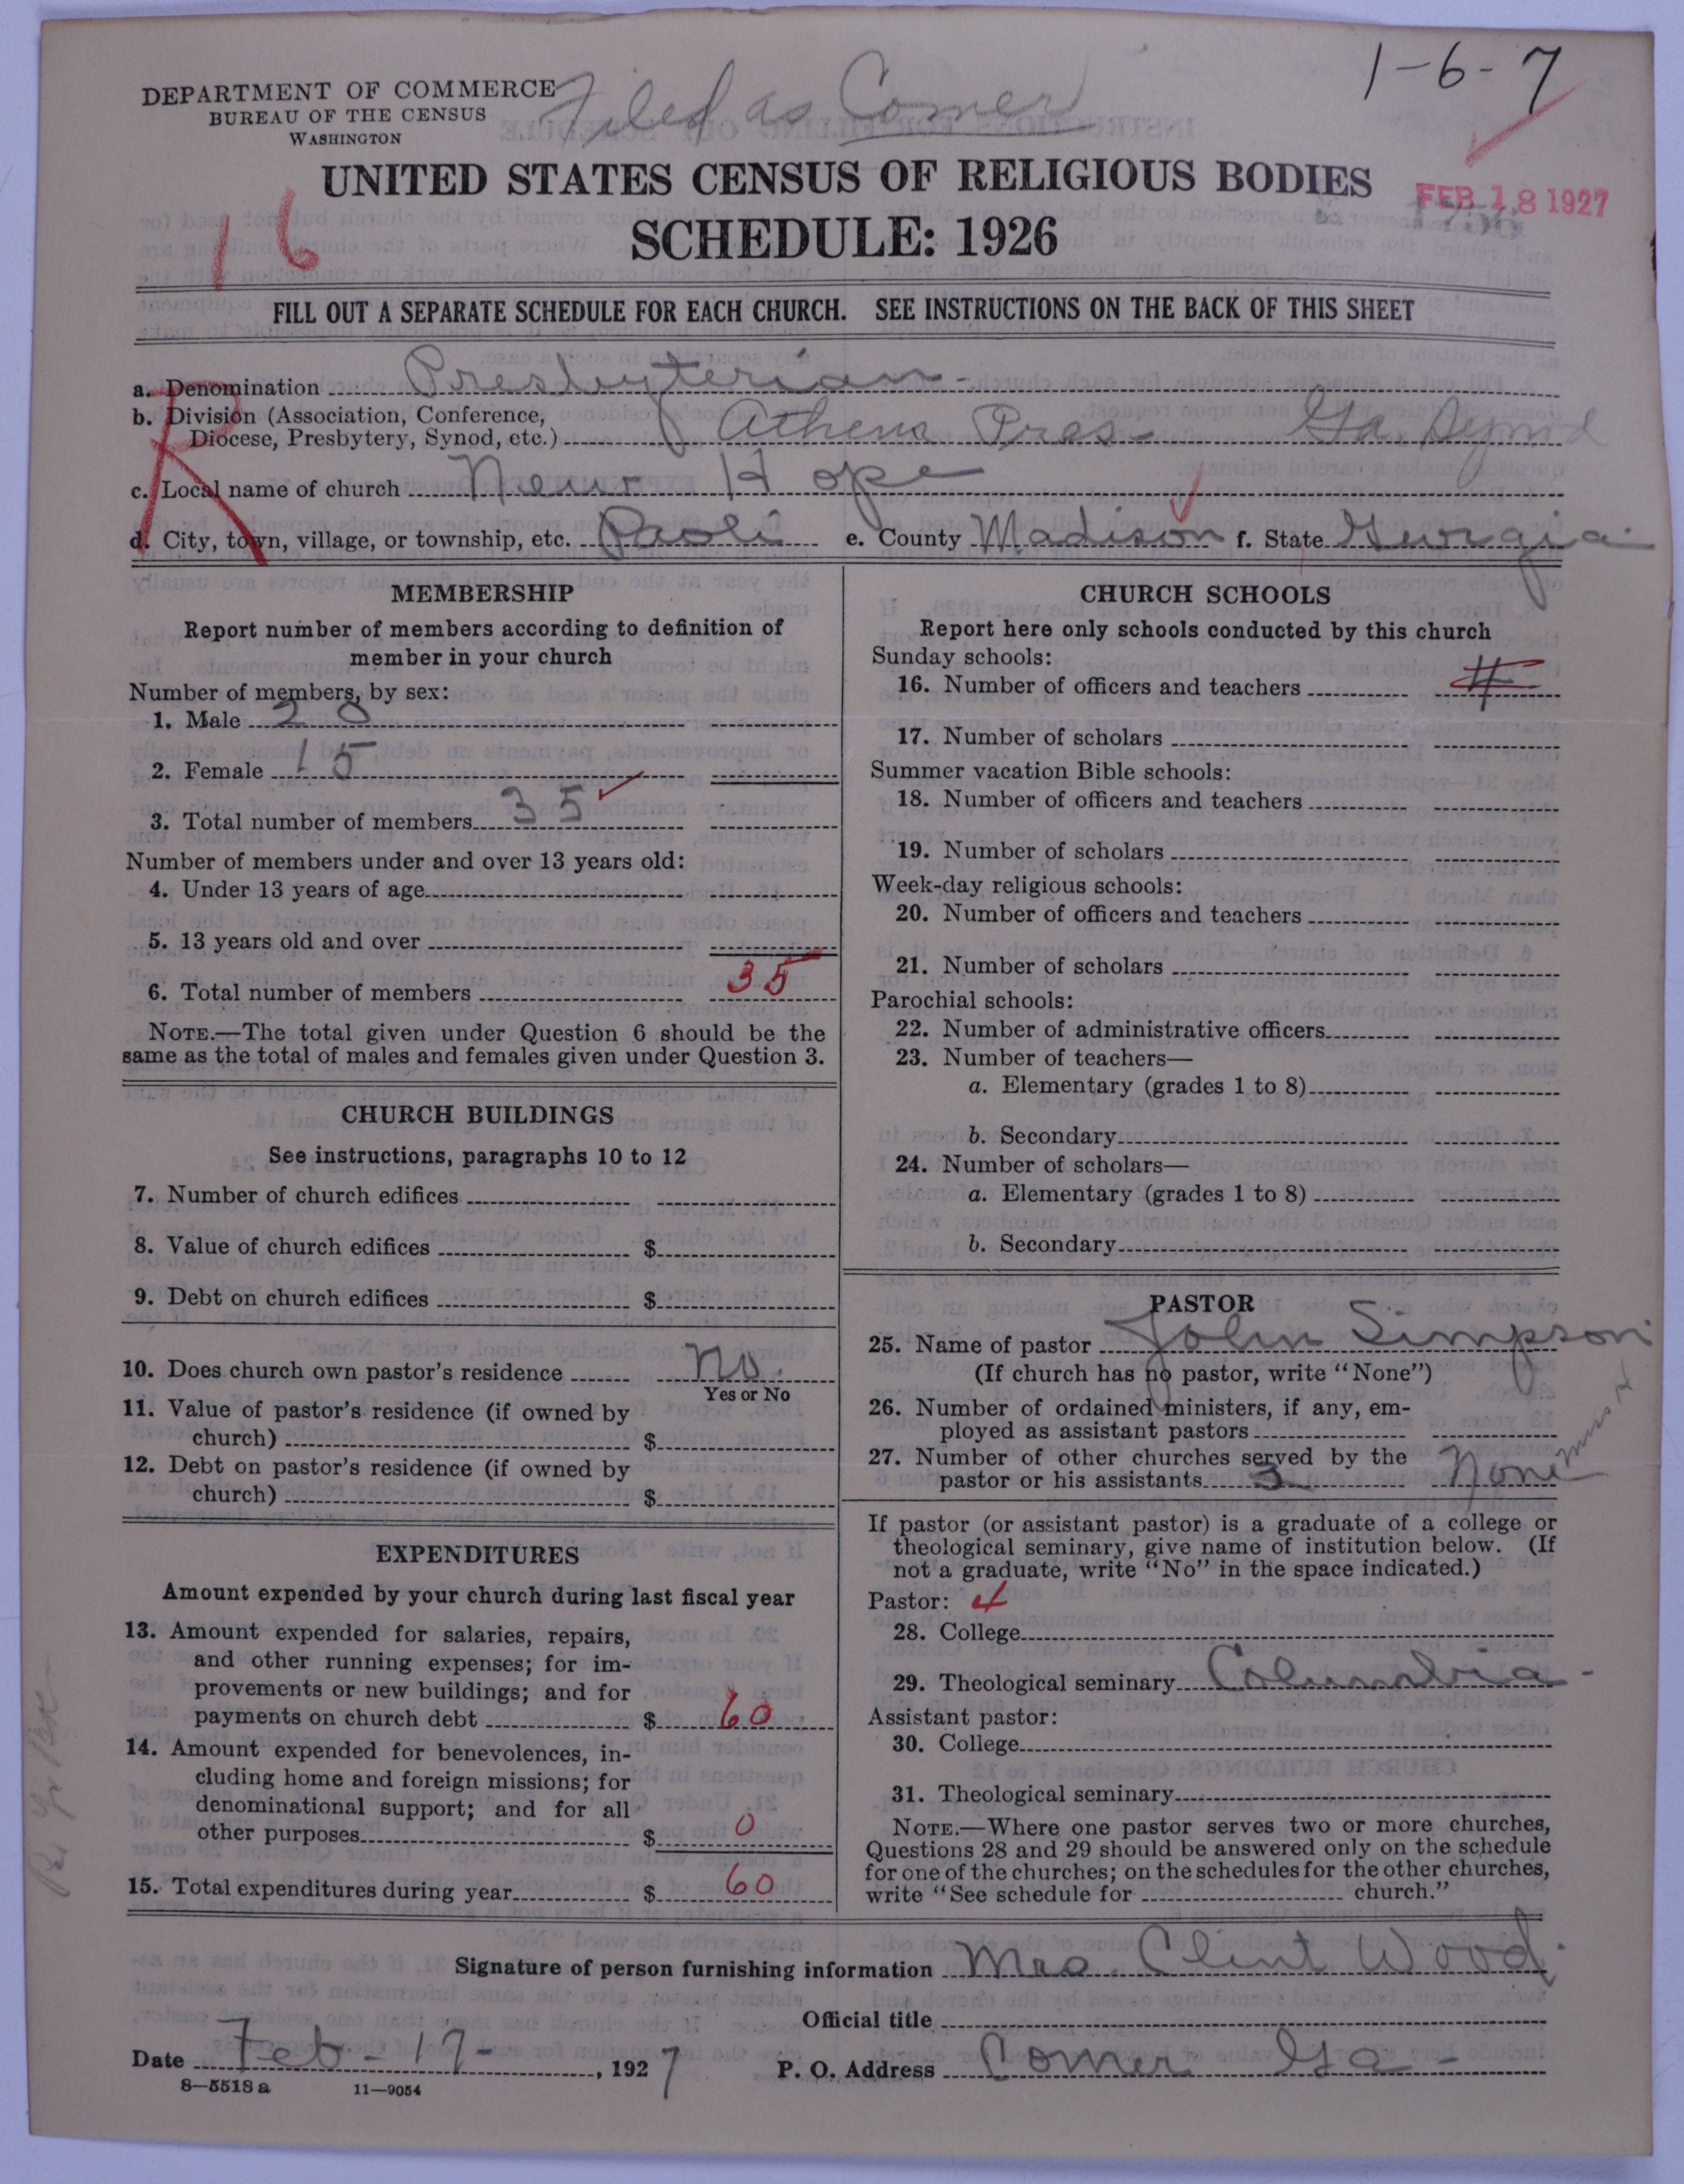 1-6-7
DEPARTMENT OF COMMERCE
BUREAU OF THE CENSUS
WASHINGTON
Filed as Comer
UNITED STATES CENSUS OF RELIGIOUS BODIES
SCHEDULE: 1926
FEB 18 1927
16
FILL OUT A SEPARATE SCHEDULE FOR EACH CHURCH. SEE INSTRUCTIONS ON THE BACK OF THIS SHEET
a. Denomination Presbyterian -
b. Division (Association, Conference,
Diocese, Presbytery, Synod, etc.) Athens Pres- Ga. Synod
c. Local name of church New Hope
d. City, town, village, or township, etc. Paoli e. County Madison f. State Georgia
R
MEMBERSHIP
Report number of members according to definition of
member in your church
Number of members, by sex:
1. Male 20
2. Female 15
3. Total number of members 35
Number of members under and over 13 years old:
4. Under 13 years of age
5. 13 years old and over
6. Total number of members 35
NOTE.—The total given under Question 6 should be the
same as the total of males and females given under Question 3.
CHURCH BUILDINGS
See instructions, paragraphs 10 to 12
7. Number of church edifices
8. Value of church edifices $
9. Debt on church edifices $
10. Does church own pastor's residence No.
Yes or No
11. Value of pastor's residence (if owned by
church) $
12. Debt on pastor's residence (if owned by
church) $
EXPENDITURES
Amount expended by your church during last fiscal year
13. Amount expended for salaries, repairs,
and other running expenses; for im-
provements or new buildings; and for
payments on church debt $ 60
14. Amount expended for benevolences, in-
cluding home and foreign missions; for
denominational support; and for all
other purposes $ 0
15. Total expenditures during year $ 60
CHURCH SCHOOLS
Report here only schools conducted by this church
Sunday schools:
16. Number of officers and teachers
17. Number of scholars
Summer vacation Bible schools:
18. Number of officers and teachers
19. Number of scholars
Week-day religious schools:
20. Number of officers and teachers
21. Number of scholars
Parochial schools:
22. Number of administrative officers
23. Number of teachers—
a. Elementary (grades 1 to 8)
b. Secondary
24. Number of scholars—
a. Elementary (grades 1 to 8)
b. Secondary
PASTOR
25. Name of pastor John Simpson
(If church has no pastor, write "None")
26. Number of ordained ministers, if any, em-
ployed as assistant pastors
27. Number of other churches served by the
pastor or his assistants 3 None
If pastor (or assistant pastor) is a graduate of a college or
theological seminary, give name of institution below. (If
not a graduate, write "No" in the space indicated.)
Pastor: 4
28. College
29. Theological seminary Columbia -
Assistant pastor:
30. College
31. Theological seminary
NOTE.—Where one pastor serves two or more churches,
Questions 28 and 29 should be answered only on the schedule
for one of the churches; on the schedules for the other churches,
write "See schedule for church."
Signature of person furnishing information Mrs. Clint Wood.
Official title
Date Feb - 17 - , 1927 P. O. Address Comer Ga -
8—5518 a 11—9054